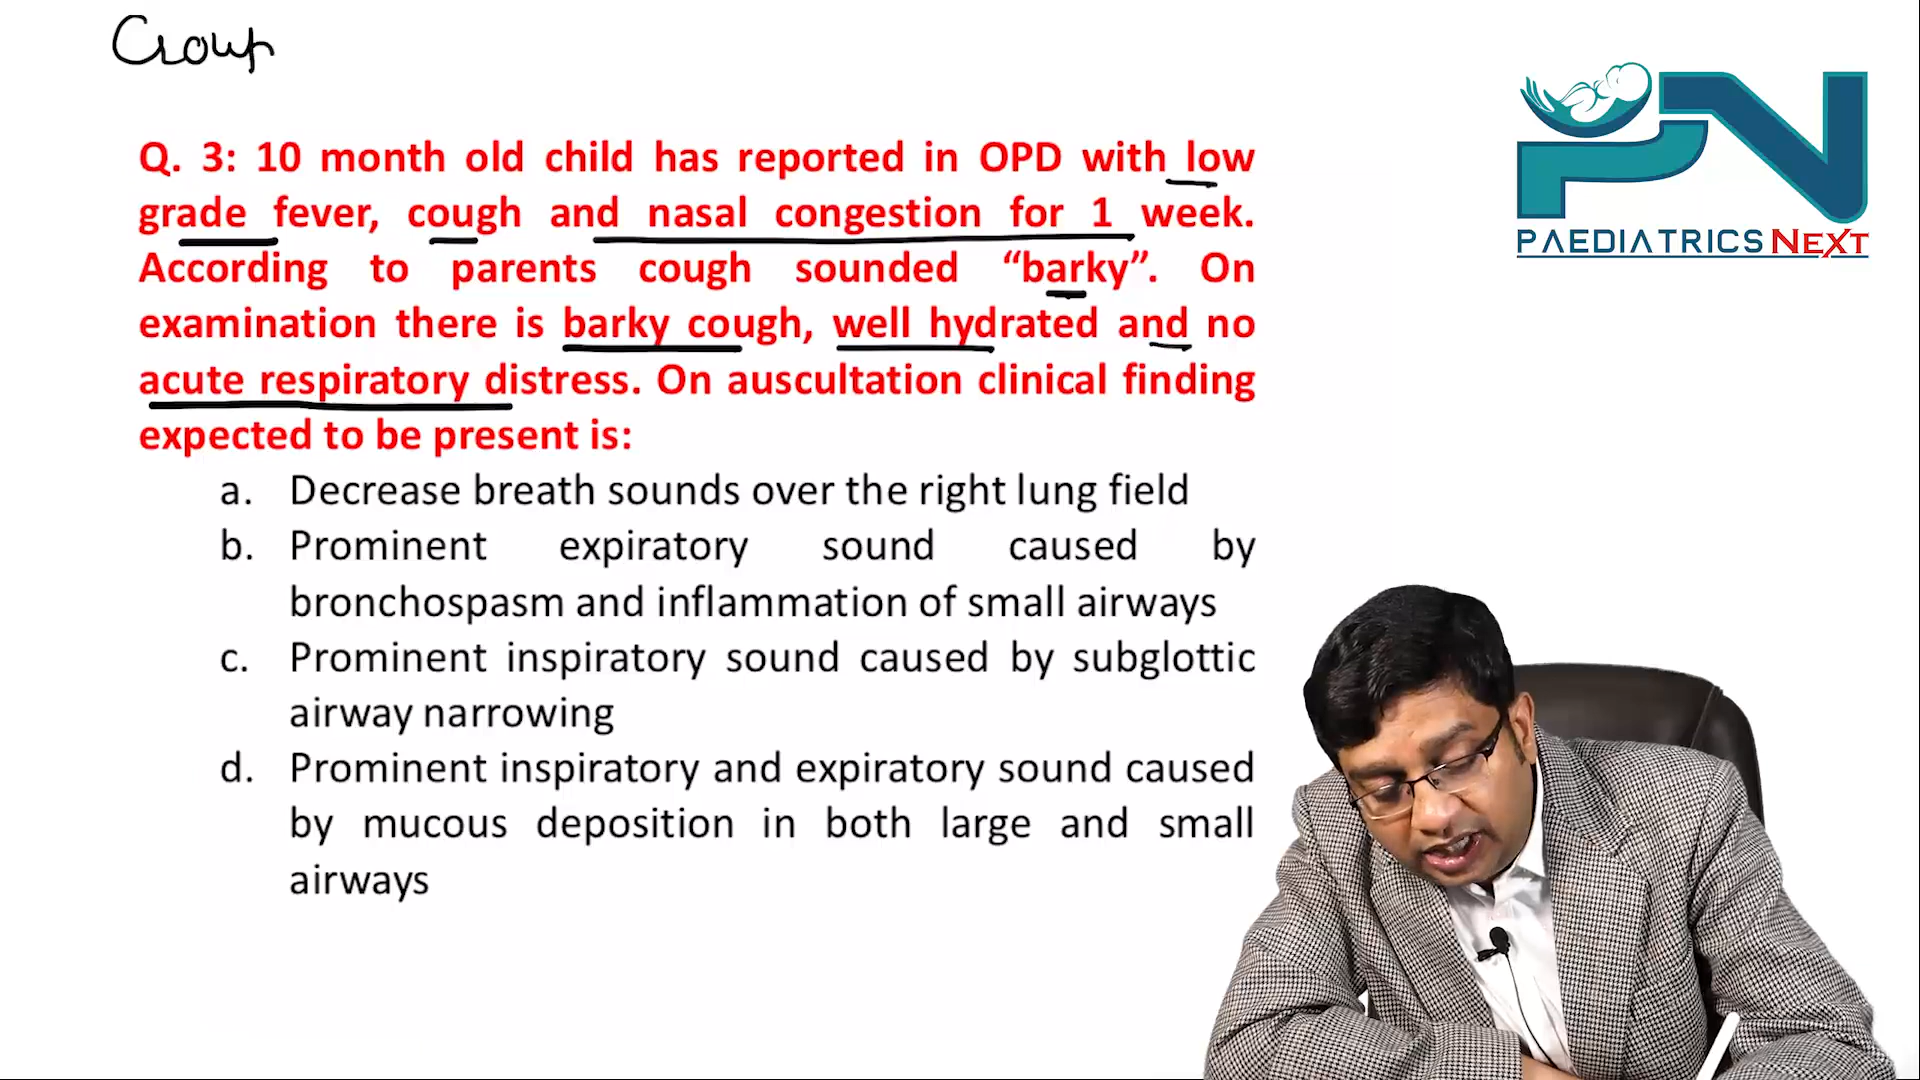 Croup
Q. 3: 10 month old child has reported in OPD with low
grade fever, cough and nasal congestion for 1 week.
According to parents cough sounded “barky”. On
examination there is barky cough, well hydrated and no
acute respiratory distress. On auscultation clinical finding
expected to be present is:
a. Decrease breath sounds over the right lung field
b. Prominent expiratory sound caused by
bronchospasm and inflammation of small airways
c. Prominent inspiratory sound caused by subglottic
airway narrowing
d. Prominent inspiratory and expiratory sound caused
by mucous deposition in both large and small
airways
PN
PAEDIATRICS NEXT